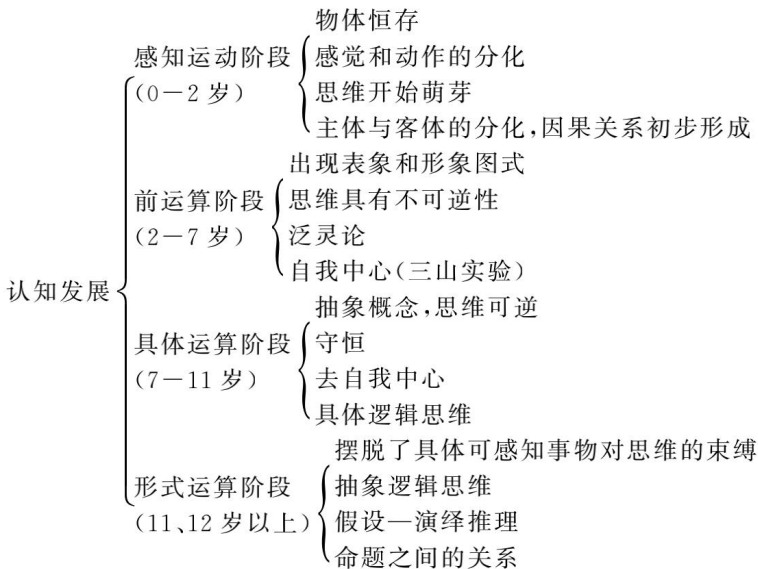 认知发展
感知运动阶段
(0—2 岁)
物体恒存
感觉和动作的分化
思维开始萌芽
主体与客体的分化,因果关系初步形成
前运算阶段
(2—7 岁)
出现表象和形象图式
思维具有不可逆性
泛灵论
自我中心(三山实验)
具体运算阶段
(7—11 岁)
抽象概念,思维可逆
守恒
去自我中心
具体逻辑思维
形式运算阶段
(11、12 岁以上)
摆脱了具体可感知事物对思维的束缚
抽象逻辑思维
假设—演绎推理
命题之间的关系